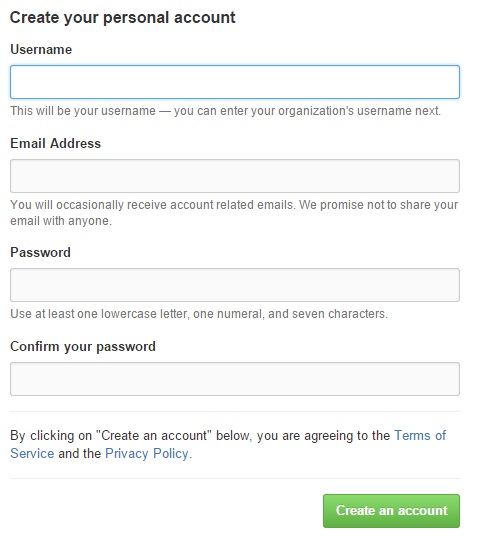 Create your personal account
Username
This will be your username — you can enter your organization's username next.
Email Address
You will occasionally receive account related emails. We promise not to share your
email with anyone.
Password
Use at least one lowercase letter, one numeral, and seven characters.
Confirm your password
By clicking on "Create an account" below, you are agreeing to the Terms of
Service and the Privacy Policy.
Create an account